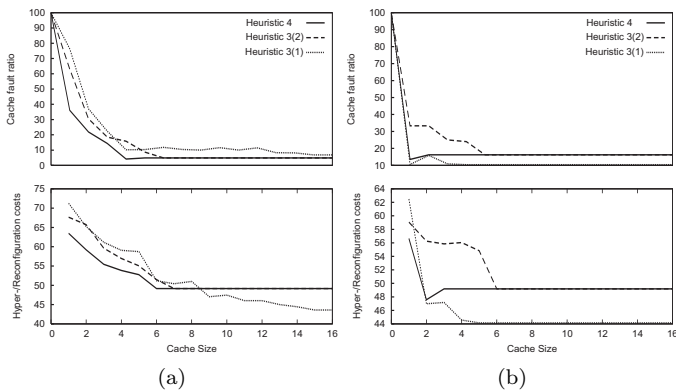 Heuristic 4
Heuristic 3(2)
Heuristic 3(1)
Cache fault ratio
100
90
80
70
60
50
40
30
20
10
0
Hyper-/Reconfiguration costs
75
70
65
60
55
50
45
40
0 2 4 6 8 10 12 14 16
Cache Size
(a)
Heuristic 4
Heuristic 3(2)
Heuristic 3(1)
Cache fault ratio
100
90
80
70
60
50
40
30
20
10
Hyper-/Reconfiguration costs
64
62
60
58
56
54
52
50
48
46
44
0 2 4 6 8 10 12 14 16
Cache Size
(b)